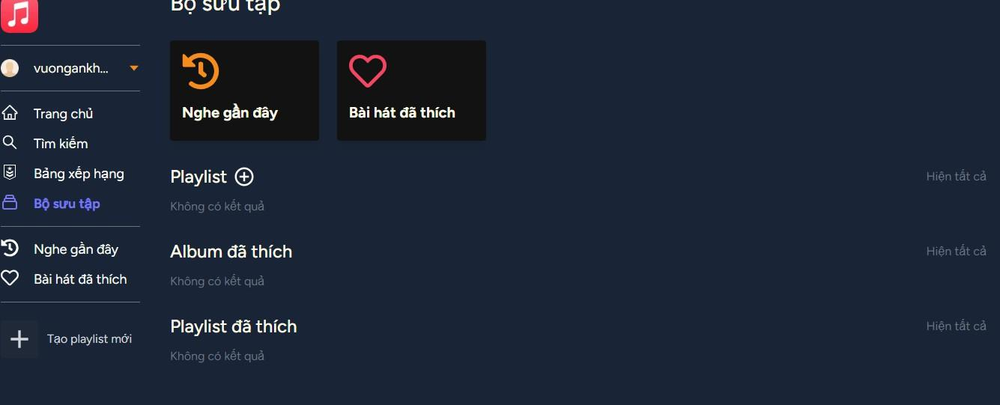 Bộ sưu tập
vuongankh...
Trang chủ
Tìm kiếm
Bảng xếp hạng
Bộ sưu tập
Nghe gần đây
Bài hát đã thích
Tạo playlist mới
Nghe gần đây
Bài hát đã thích
Playlist
Hiện tất cả
Không có kết quả
Album đã thích
Hiện tất cả
Không có kết quả
Playlist đã thích
Hiện tất cả
Không có kết quả